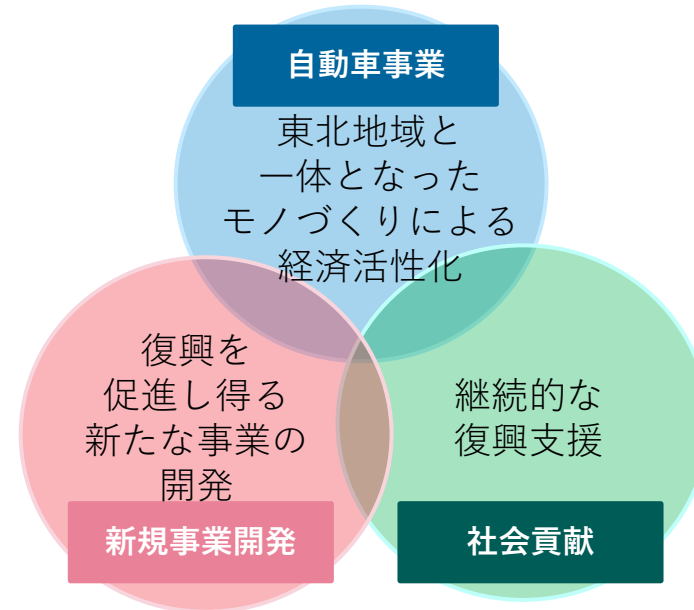 自動車事業
東北地域と
一体となった
モノづくりによる
経済活性化
復興を
促進し得る
新たな事業の
開発
新規事業開発
継続的な
復興支援
社会貢献